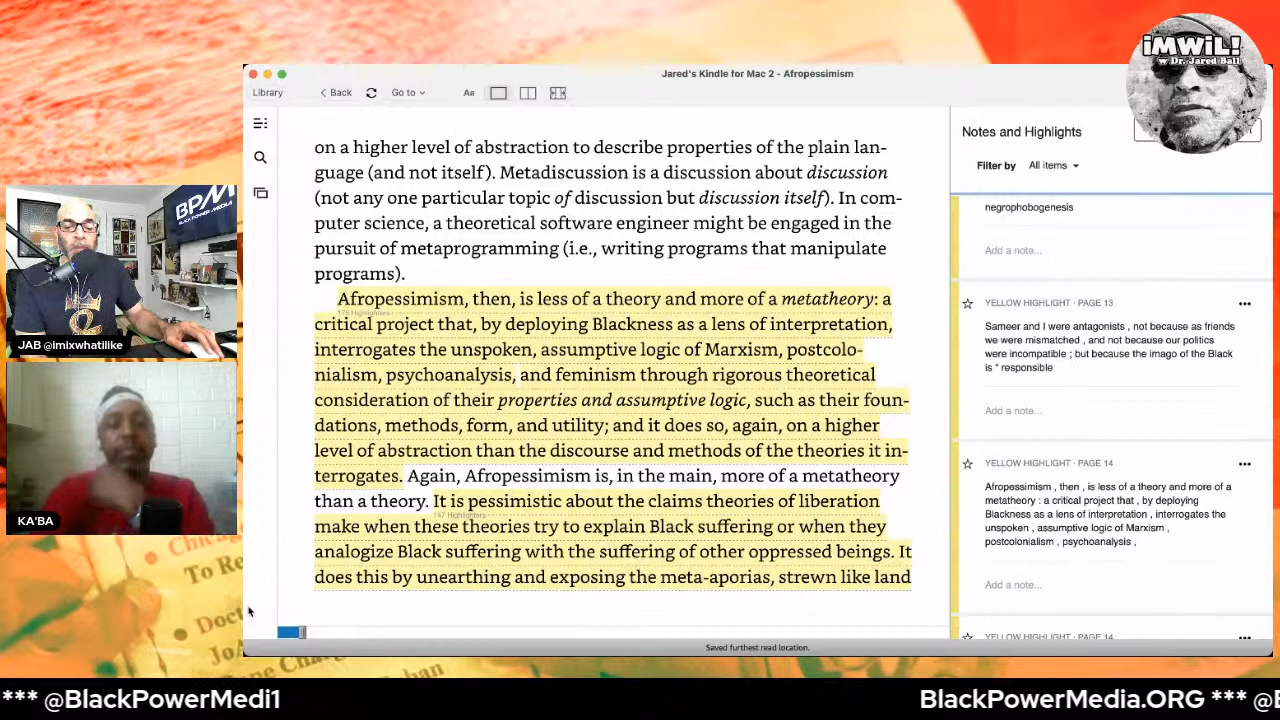 iMWiL!
w Dr. Jared Ball
Jared's Kindle for Mac 2 - Afropessimism
Library
Back
Go to
Aa
on a higher level of abstraction to describe properties of the plain lan-
guage (and not itself). Metadiscussion is a discussion about discussion
(not any one particular topic of discussion but discussion itself). In com-
puter science, a theoretical software engineer might be engaged in the
pursuit of metaprogramming (i.e., writing programs that manipulate
programs).
Afropessimism, then, is less of a theory and more of a metatheory: a
175 Highlighters
critical project that, by deploying Blackness as a lens of interpretation,
interrogates the unspoken, assumptive logic of Marxism, postcolo-
nialism, psychoanalysis, and feminism through rigorous theoretical
consideration of their properties and assumptive logic, such as their foun-
dations, methods, form, and utility; and it does so, again, on a higher
level of abstraction than the discourse and methods of the theories it in-
terrogates. Again, Afropessimism is, in the main, more of a metatheory
than a theory. It is pessimistic about the claims theories of liberation
147 Highlighters
make when these theories try to explain Black suffering or when they
analogize Black suffering with the suffering of other oppressed beings. It
does this by unearthing and exposing the meta-aporias, strewn like land
Saved furthest read location.
Notes and Highlights
Filter by All items
negrophobogenesis
Add a note...
YELLOW HIGHLIGHT · PAGE 13
Sameer and I were antagonists , not because as friends
we were mismatched , and not because our politics
were incompatible ; but because the imago of the Black
is “ responsible
Add a note...
YELLOW HIGHLIGHT · PAGE 14
Afropessimism , then , is less of a theory and more of a
metatheory : a critical project that , by deploying
Blackness as a lens of interpretation , interrogates the
unspoken , assumptive logic of Marxism ,
postcolonialism , psychoanalysis ,
Add a note...
YELLOW HIGHLIGHT · PAGE 14
BPM
BLACK POWER MEDIA
JAB @imixwhatilike
KA'BA
To Re
Doct
*** @BlackPowerMedi1
BlackPowerMedia.ORG *** @B